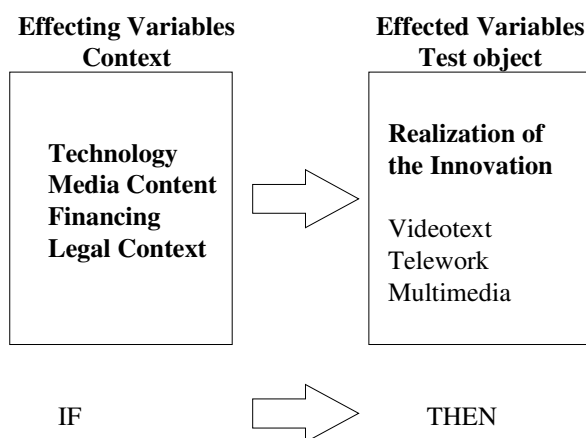 Effecting Variables
Context
Effected Variables
Test object
Technology
Media Content
Financing
Legal Context
Realization of
the Innovation
Videotext
Telework
Multimedia
IF
THEN